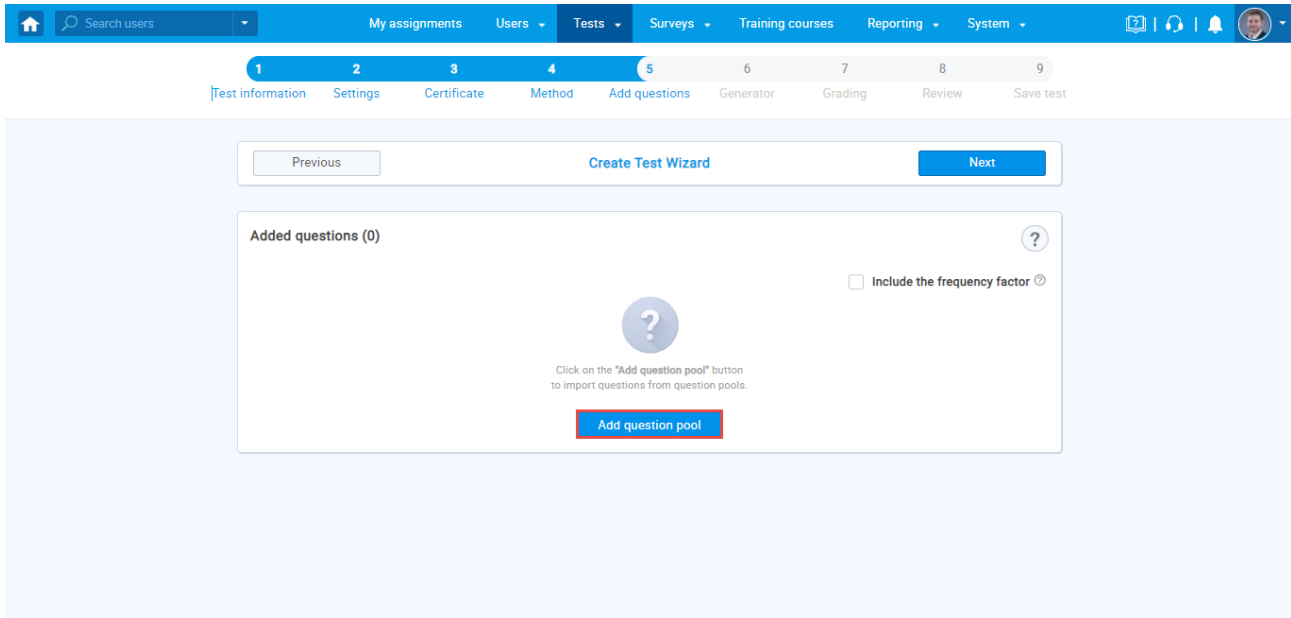 Search users
My assignments
Users
Tests
Surveys
Training courses
Reporting
System
1 2 3 4 5 6 7 8 9
Test information Settings Certificate Method Add questions Generator Grading Review Save test
Previous
Create Test Wizard
Next
Added questions (0)
?
Include the frequency factor ?
?
Click on the "Add question pool" button
to import questions from question pools.
Add question pool